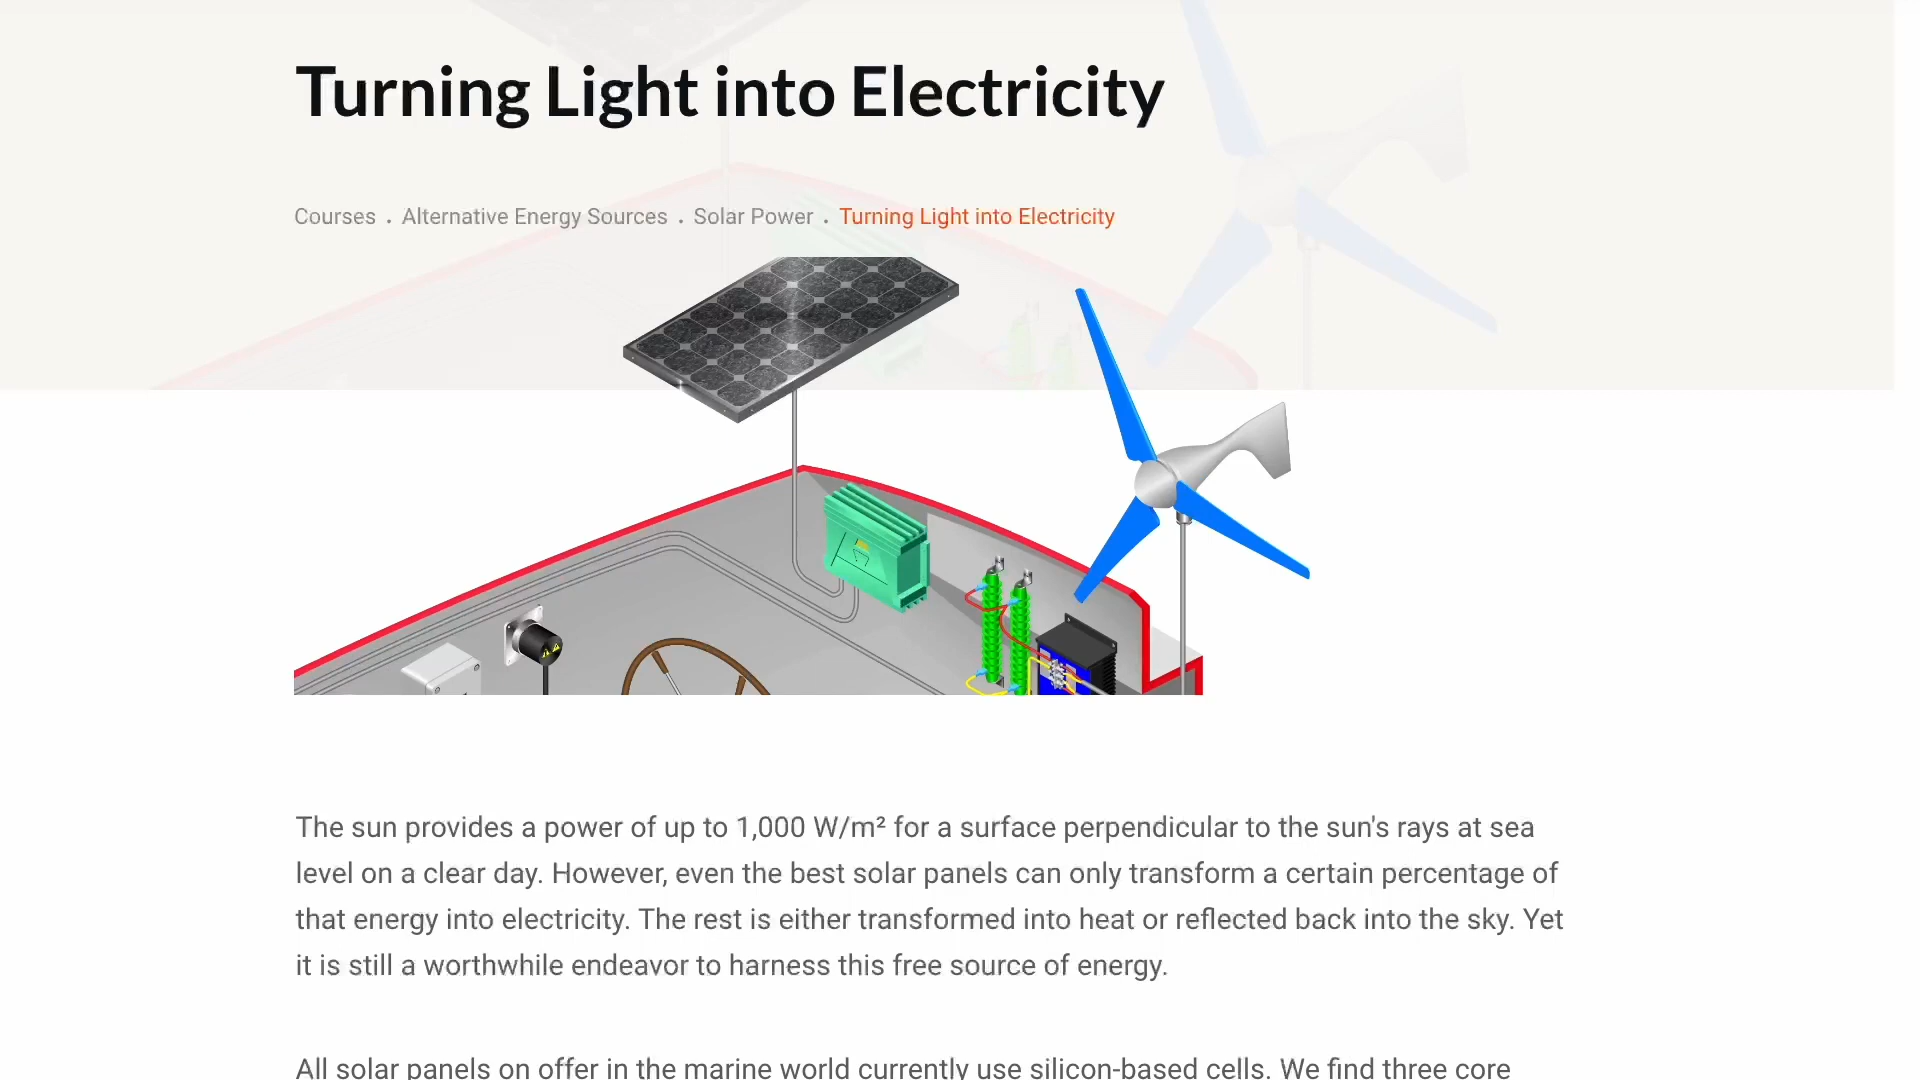 Turning Light into Electricity
Courses . Alternative Energy Sources . Solar Power . Turning Light into Electricity
The sun provides a power of up to 1,000 W/m² for a surface perpendicular to the sun's rays at sea
level on a clear day. However, even the best solar panels can only transform a certain percentage of
that energy into electricity. The rest is either transformed into heat or reflected back into the sky. Yet
it is still a worthwhile endeavor to harness this free source of energy.
All solar panels on offer in the marine world currently use silicon-based cells. We find three core